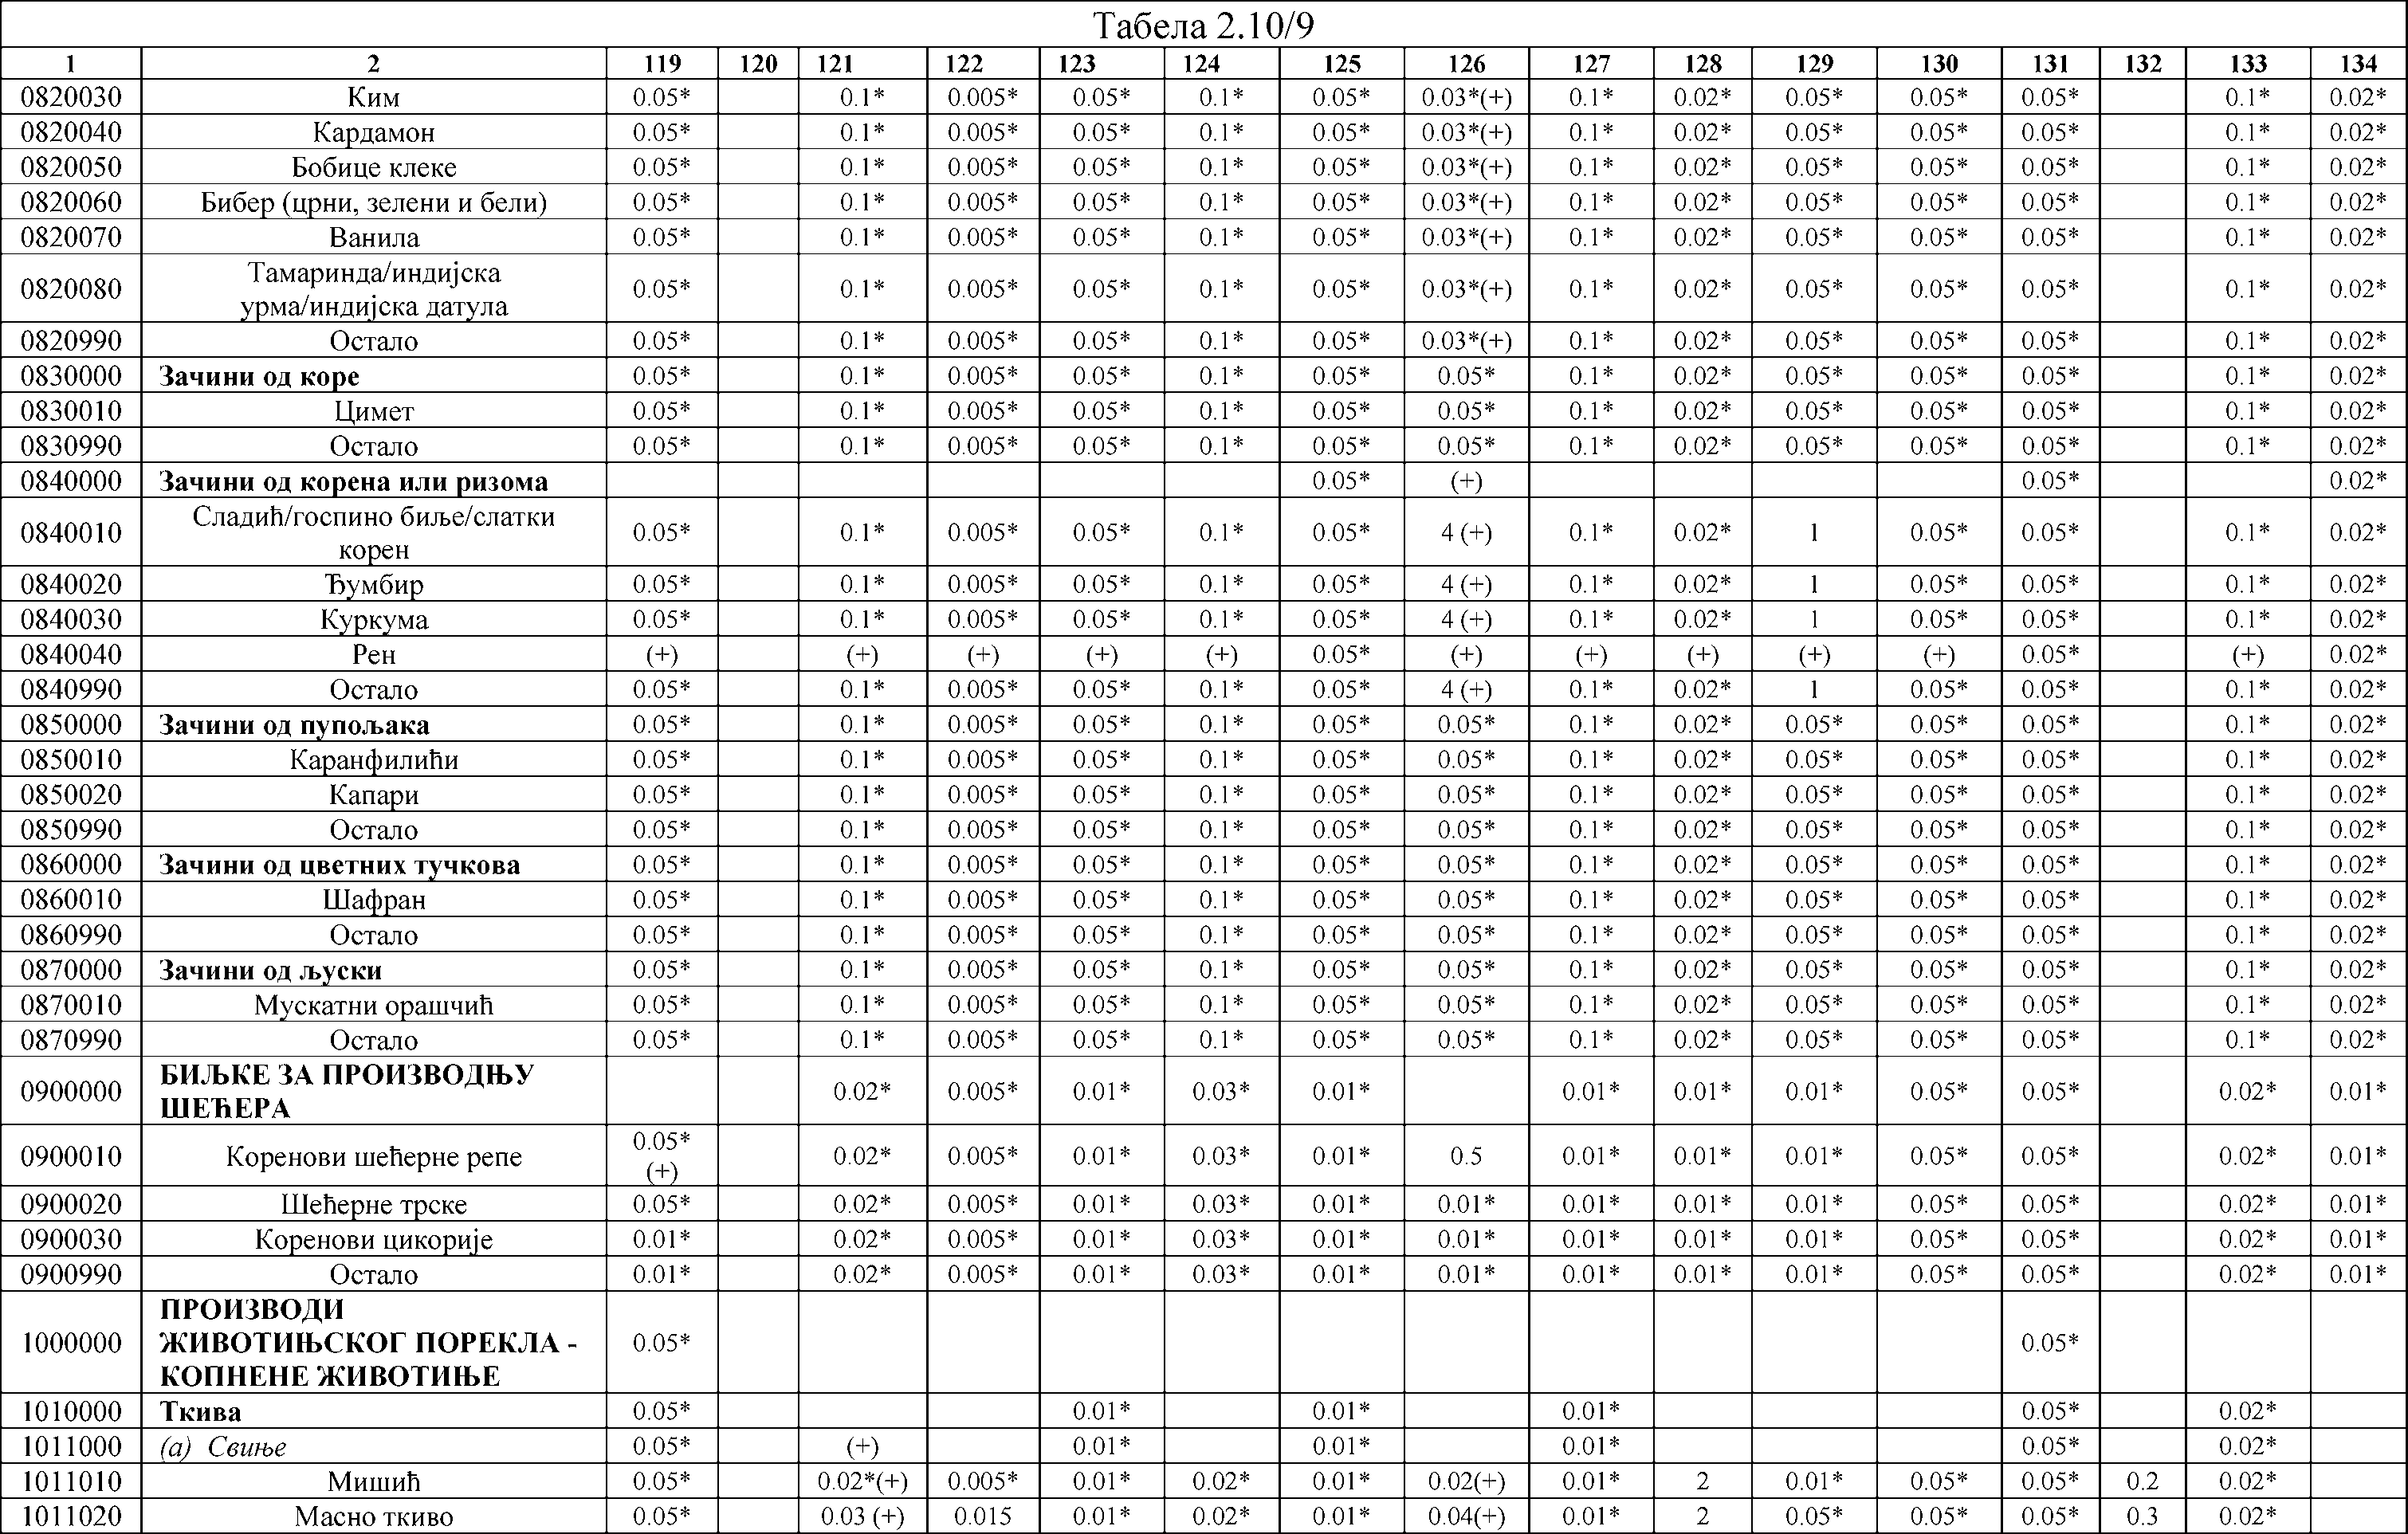 Табела 2.10/9
1 2 119 120 121 122 123 124 125 126 127 128 129 130 131 132 133 134
0820030 Ким 0.05* 0.1* 0.005* 0.05* 0.1* 0.05* 0.03*(+) 0.1* 0.02* 0.05* 0.05* 0.05* 0.1* 0.02*
0820040 Кардамон 0.05* 0.1* 0.005* 0.05* 0.1* 0.05* 0.03*(+) 0.1* 0.02* 0.05* 0.05* 0.05* 0.1* 0.02*
0820050 Бобице клеке 0.05* 0.1* 0.005* 0.05* 0.1* 0.05* 0.03*(+) 0.1* 0.02* 0.05* 0.05* 0.05* 0.1* 0.02*
0820060 Бибер (црни, зелени и бели) 0.05* 0.1* 0.005* 0.05* 0.1* 0.05* 0.03*(+) 0.1* 0.02* 0.05* 0.05* 0.05* 0.1* 0.02*
0820070 Ванила 0.05* 0.1* 0.005* 0.05* 0.1* 0.05* 0.03*(+) 0.1* 0.02* 0.05* 0.05* 0.05* 0.1* 0.02*
0820080 Тамаринда/индијска
урма/индијска датула 0.05* 0.1* 0.005* 0.05* 0.1* 0.05* 0.03*(+) 0.1* 0.02* 0.05* 0.05* 0.05* 0.1* 0.02*
0820990 Остало 0.05* 0.1* 0.005* 0.05* 0.1* 0.05* 0.03*(+) 0.1* 0.02* 0.05* 0.05* 0.05* 0.1* 0.02*
0830000 Зачини од коре 0.05* 0.1* 0.005* 0.05* 0.1* 0.05* 0.05* 0.1* 0.02* 0.05* 0.05* 0.05* 0.1* 0.02*
0830010 Цимет 0.05* 0.1* 0.005* 0.05* 0.1* 0.05* 0.05* 0.1* 0.02* 0.05* 0.05* 0.05* 0.1* 0.02*
0830990 Остало 0.05* 0.1* 0.005* 0.05* 0.1* 0.05* 0.05* 0.1* 0.02* 0.05* 0.05* 0.05* 0.1* 0.02*
0840000 Зачини од корена или ризома 0.05* (+) 0.05* 0.02*
0840010 Сладић/госпино биље/слатки
корен 0.05* 0.1* 0.005* 0.05* 0.1* 0.05* 4 (+) 0.1* 0.02* 1 0.05* 0.05* 0.1* 0.02*
0840020 Ђумбир 0.05* 0.1* 0.005* 0.05* 0.1* 0.05* 4 (+) 0.1* 0.02* 1 0.05* 0.05* 0.1* 0.02*
0840030 Куркума 0.05* 0.1* 0.005* 0.05* 0.1* 0.05* 4 (+) 0.1* 0.02* 1 0.05* 0.05* 0.1* 0.02*
0840040 Рен (+) (+) (+) (+) (+) 0.05* (+) (+) (+) (+) (+) 0.05* (+) 0.02*
0840990 Остало 0.05* 0.1* 0.005* 0.05* 0.1* 0.05* 4 (+) 0.1* 0.02* 1 0.05* 0.05* 0.1* 0.02*
0850000 Зачини од пупољака 0.05* 0.1* 0.005* 0.05* 0.1* 0.05* 0.05* 0.1* 0.02* 0.05* 0.05* 0.05* 0.1* 0.02*
0850010 Каранфилићи 0.05* 0.1* 0.005* 0.05* 0.1* 0.05* 0.05* 0.1* 0.02* 0.05* 0.05* 0.05* 0.1* 0.02*
0850020 Капари 0.05* 0.1* 0.005* 0.05* 0.1* 0.05* 0.05* 0.1* 0.02* 0.05* 0.05* 0.05* 0.1* 0.02*
0850990 Остало 0.05* 0.1* 0.005* 0.05* 0.1* 0.05* 0.05* 0.1* 0.02* 0.05* 0.05* 0.05* 0.1* 0.02*
0860000 Зачини од цветних тучкова 0.05* 0.1* 0.005* 0.05* 0.1* 0.05* 0.05* 0.1* 0.02* 0.05* 0.05* 0.05* 0.1* 0.02*
0860010 Шафран 0.05* 0.1* 0.005* 0.05* 0.1* 0.05* 0.05* 0.1* 0.02* 0.05* 0.05* 0.05* 0.1* 0.02*
0860990 Остало 0.05* 0.1* 0.005* 0.05* 0.1* 0.05* 0.05* 0.1* 0.02* 0.05* 0.05* 0.05* 0.1* 0.02*
0870000 Зачини од љуски 0.05* 0.1* 0.005* 0.05* 0.1* 0.05* 0.05* 0.1* 0.02* 0.05* 0.05* 0.05* 0.1* 0.02*
0870010 Мускатни орашчић 0.05* 0.1* 0.005* 0.05* 0.1* 0.05* 0.05* 0.1* 0.02* 0.05* 0.05* 0.05* 0.1* 0.02*
0870990 Остало 0.05* 0.1* 0.005* 0.05* 0.1* 0.05* 0.05* 0.1* 0.02* 0.05* 0.05* 0.05* 0.1* 0.02*
0900000 БИЉКЕ ЗА ПРОИЗВОДЊУ
ШЕЋЕРА 0.02* 0.005* 0.01* 0.03* 0.01* 0.01* 0.01* 0.01* 0.05* 0.05* 0.02* 0.01*
0900010 Коренови шећерне репе 0.05*
(+) 0.02* 0.005* 0.01* 0.03* 0.01* 0.5 0.01* 0.01* 0.01* 0.05* 0.05* 0.02* 0.01*
0900020 Шећерне трске 0.05* 0.02* 0.005* 0.01* 0.03* 0.01* 0.01* 0.01* 0.01* 0.01* 0.05* 0.05* 0.02* 0.01*
0900030 Коренови цикорије 0.01* 0.02* 0.005* 0.01* 0.03* 0.01* 0.01* 0.01* 0.01* 0.01* 0.05* 0.05* 0.02* 0.01*
0900990 Остало 0.01* 0.02* 0.005* 0.01* 0.03* 0.01* 0.01* 0.01* 0.01* 0.01* 0.05* 0.05* 0.02* 0.01*
1000000 ПРОИЗВОДИ
ЖИВОТИЊСКОГ ПОРЕКЛА -
КОПНЕНЕ ЖИВОТИЊЕ 0.05* 0.05*
1010000 Ткива 0.05* 0.01* 0.01* 0.01* 0.05* 0.02*
1011000 (а) Свиње 0.05* (+) 0.01* 0.01* 0.01* 0.05* 0.02*
1011010 Мишић 0.05* 0.02*(+) 0.005* 0.01* 0.02* 0.01* 0.02(+) 0.01* 2 0.01* 0.05* 0.05* 0.2 0.02*
1011020 Масно ткиво 0.05* 0.03 (+) 0.015 0.01* 0.02* 0.01* 0.04(+) 0.01* 2 0.05* 0.05* 0.05* 0.3 0.02*